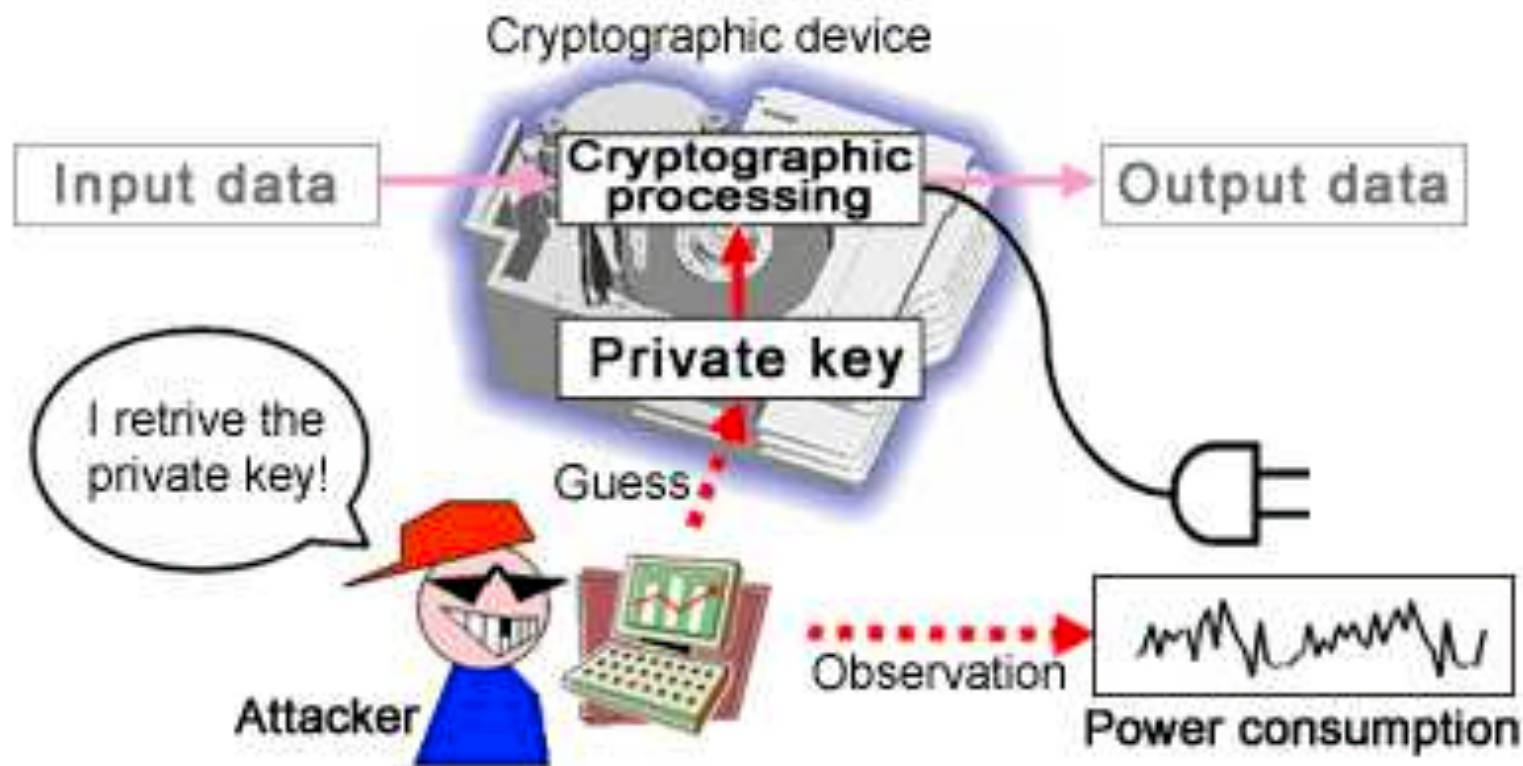 Cryptographic device
Input data
Cryptographic
processing
Output data
Private key
I retrive the
private key!
Guess
Observation
Attacker
Power consumption